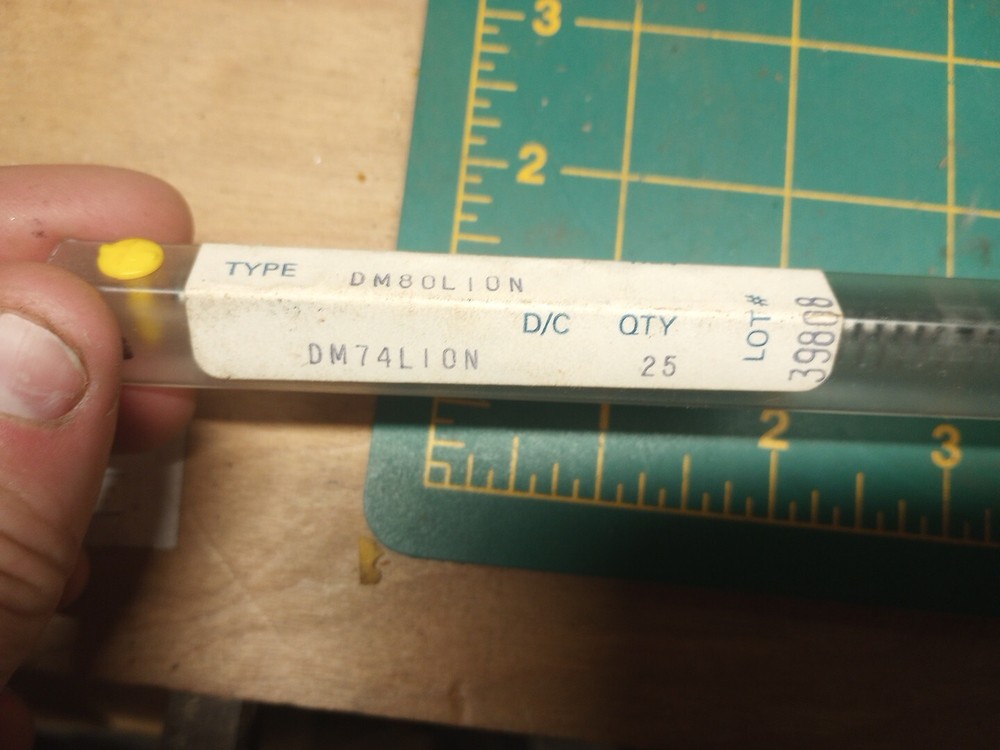 3
2
TYPE DM80L10N
D/C QTY LOT# 39808
DM74L10N 25
2
3